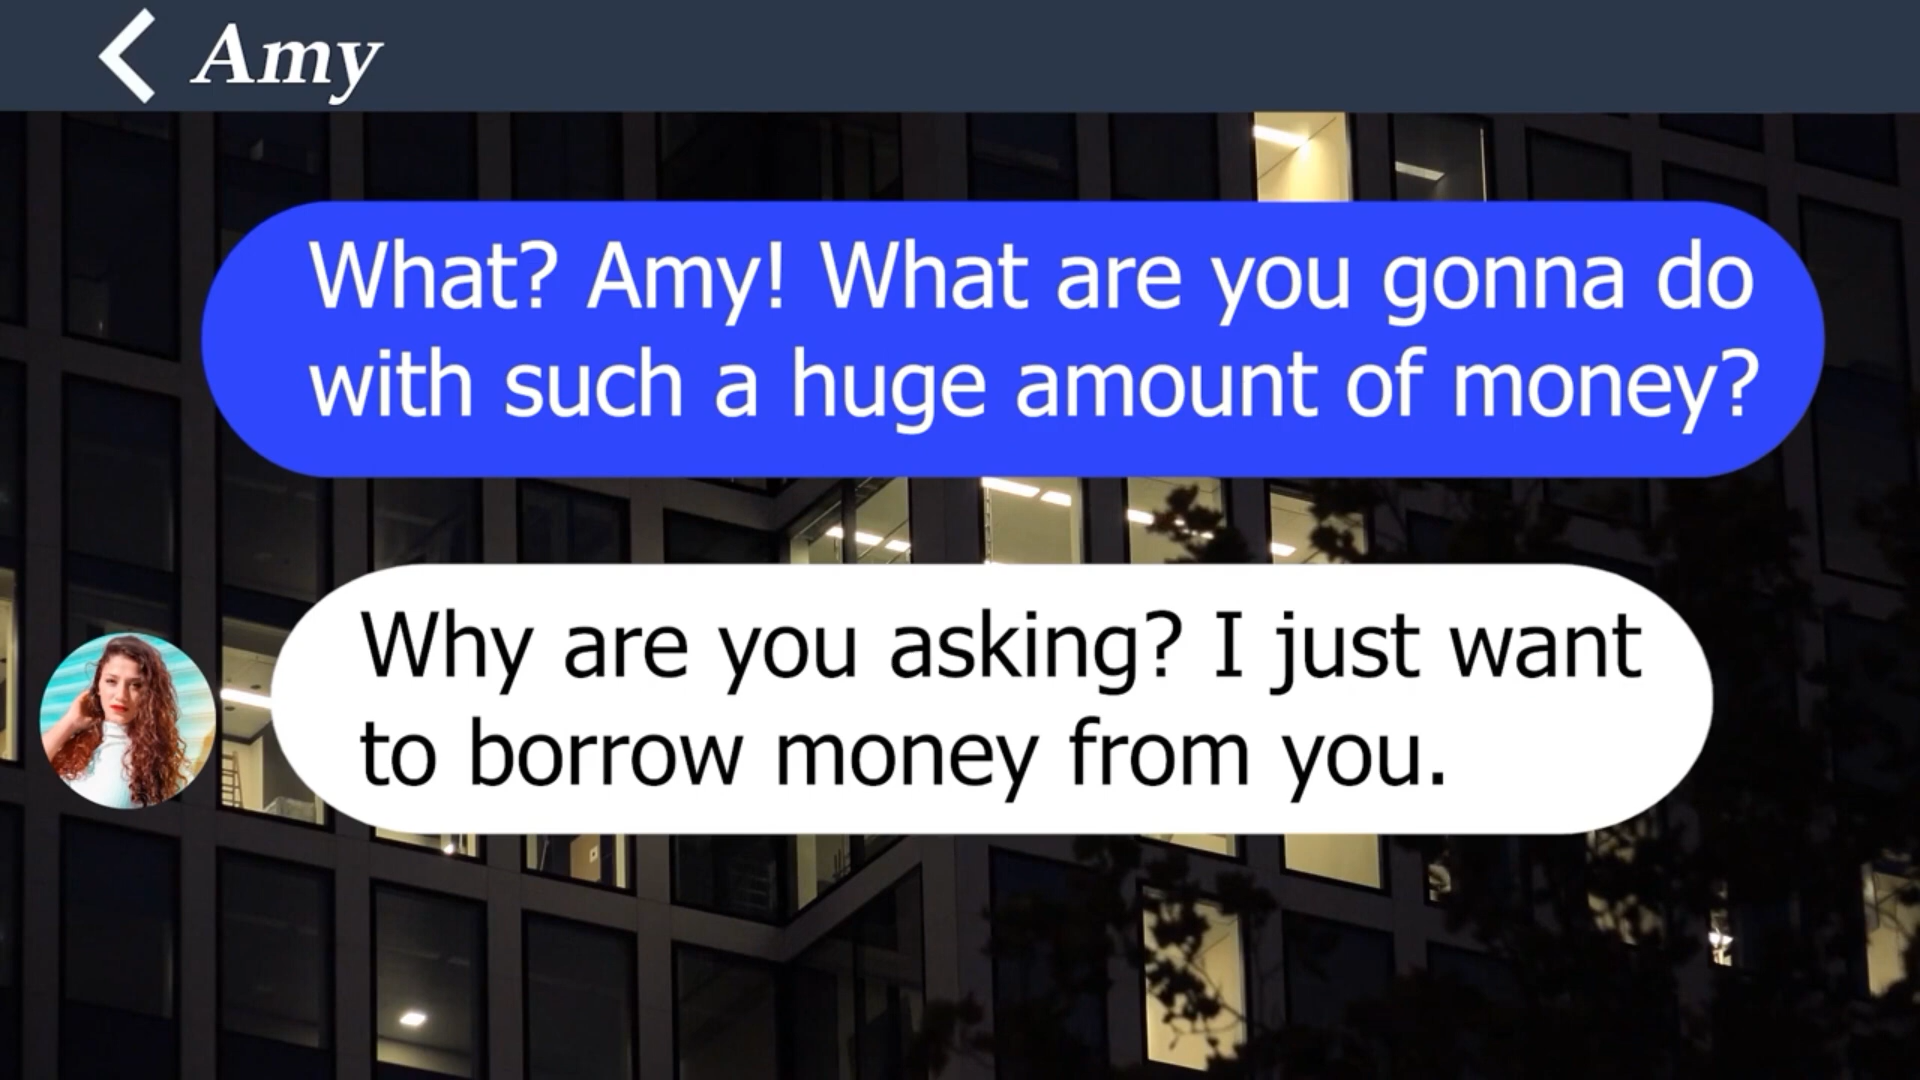 Amy
What? Amy! What are you gonna do
with such a huge amount of money?
Why are you asking? I just want
to borrow money from you.